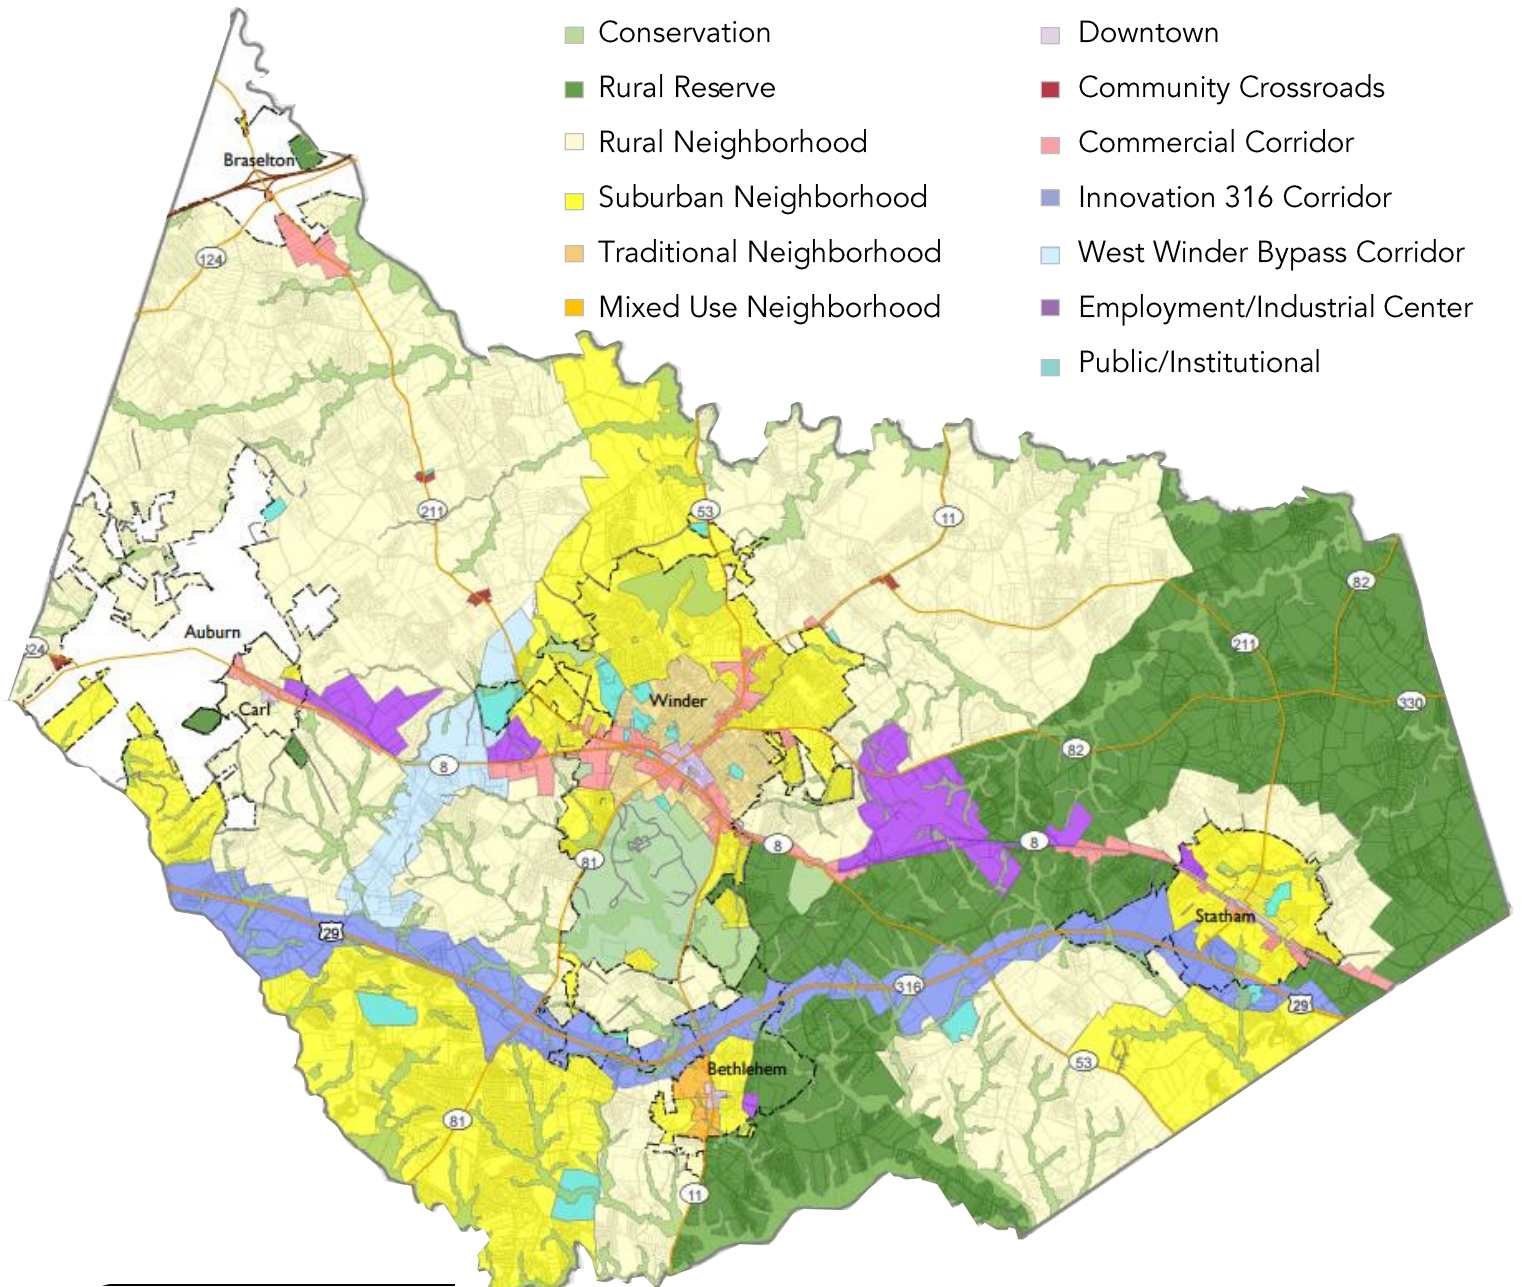 Conservation
Rural Reserve
Rural Neighborhood
Suburban Neighborhood
Traditional Neighborhood
Mixed Use Neighborhood
Downtown
Community Crossroads
Commercial Corridor
Innovation 316 Corridor
West Winder Bypass Corridor
Employment/Industrial Center
Public/Institutional
Braselton
124
211
53
11
82
211
330
82
Auburn
Carl
Winder
8
8
8
81
29
Statham
316
29
53
Bethlehem
81
11